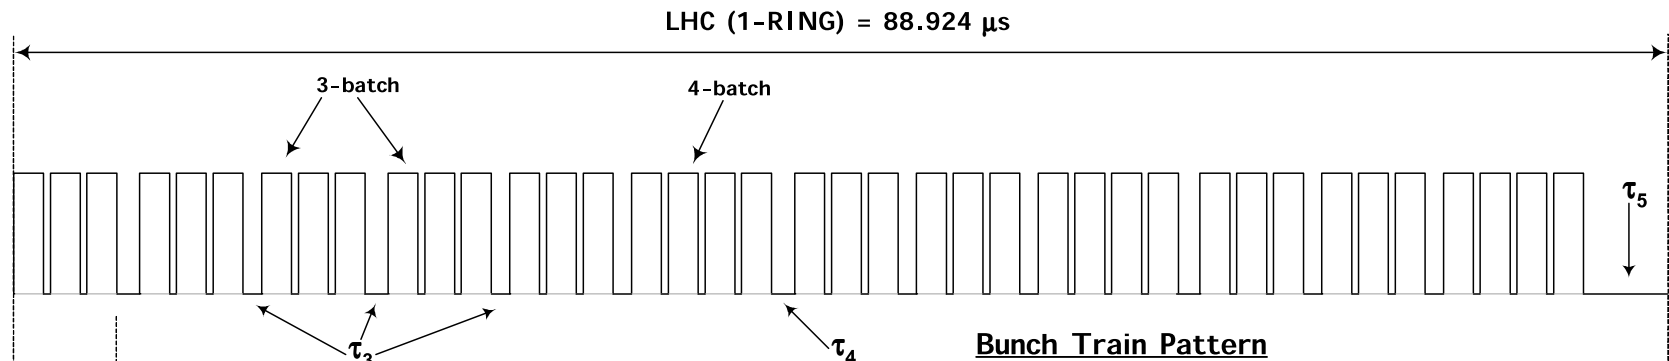 LHC (1-RING) = 88.924 μs
3-batch
4-batch
τ5
τ3
τ4
Bunch Train Pattern